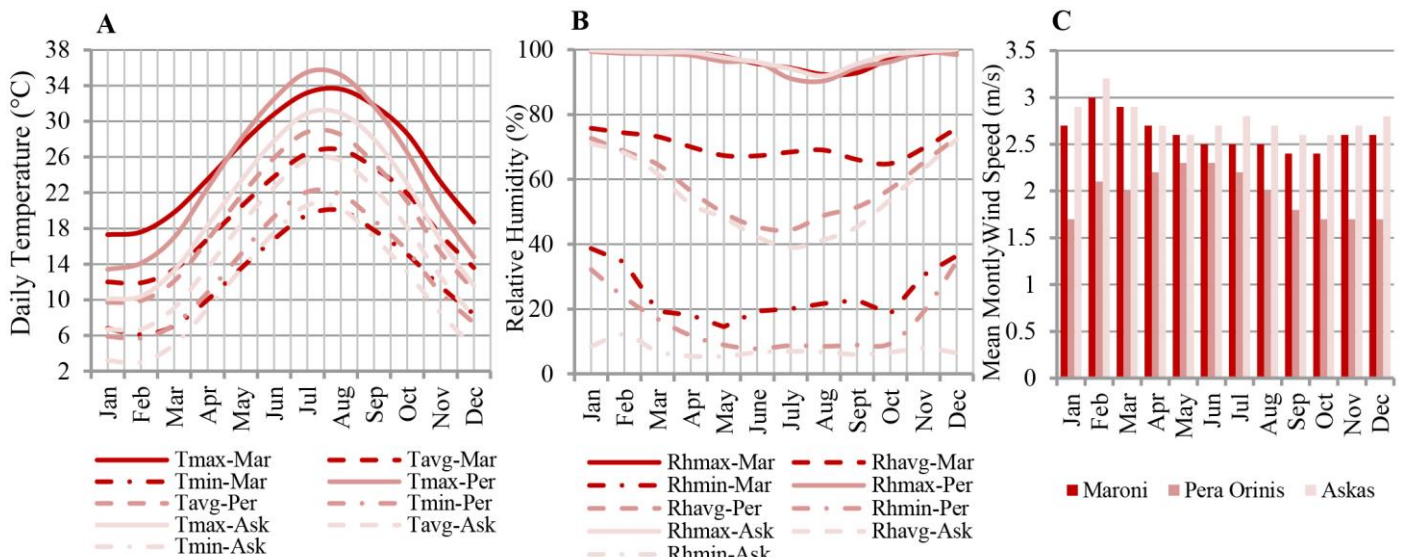 A
B
C
Daily Temperature (°C)
38
34
30
26
22
18
14
10
6
2
Jan
Feb
Mar
Apr
May
Jun
Jul
Aug
Sep
Oct
Nov
Dec
Tmax-Mar
Tavg-Mar
Tmin-Mar
Tmax-Per
Tavg-Per
Tmin-Per
Tmax-Ask
Tavg-Ask
Tmin-Ask
Relative Humidity (%)
100
80
60
40
20
0
Jan
Feb
Mar
Apr
May
June
July
Aug
Sept
Oct
Nov
Dec
Rhmax-Mar
Rhavg-Mar
Rhmin-Mar
Rhmax-Per
Rhavg-Per
Rhmin-Per
Rhmax-Ask
Rhavg-Ask
Rhmin-Ask
Mean MontlyWind Speed (m/s)
3.5
3
2.5
2
1.5
1
0.5
0
Jan
Feb
Mar
Apr
May
Jun
Jul
Aug
Sep
Oct
Nov
Dec
Maroni
Pera Orinis
Askas